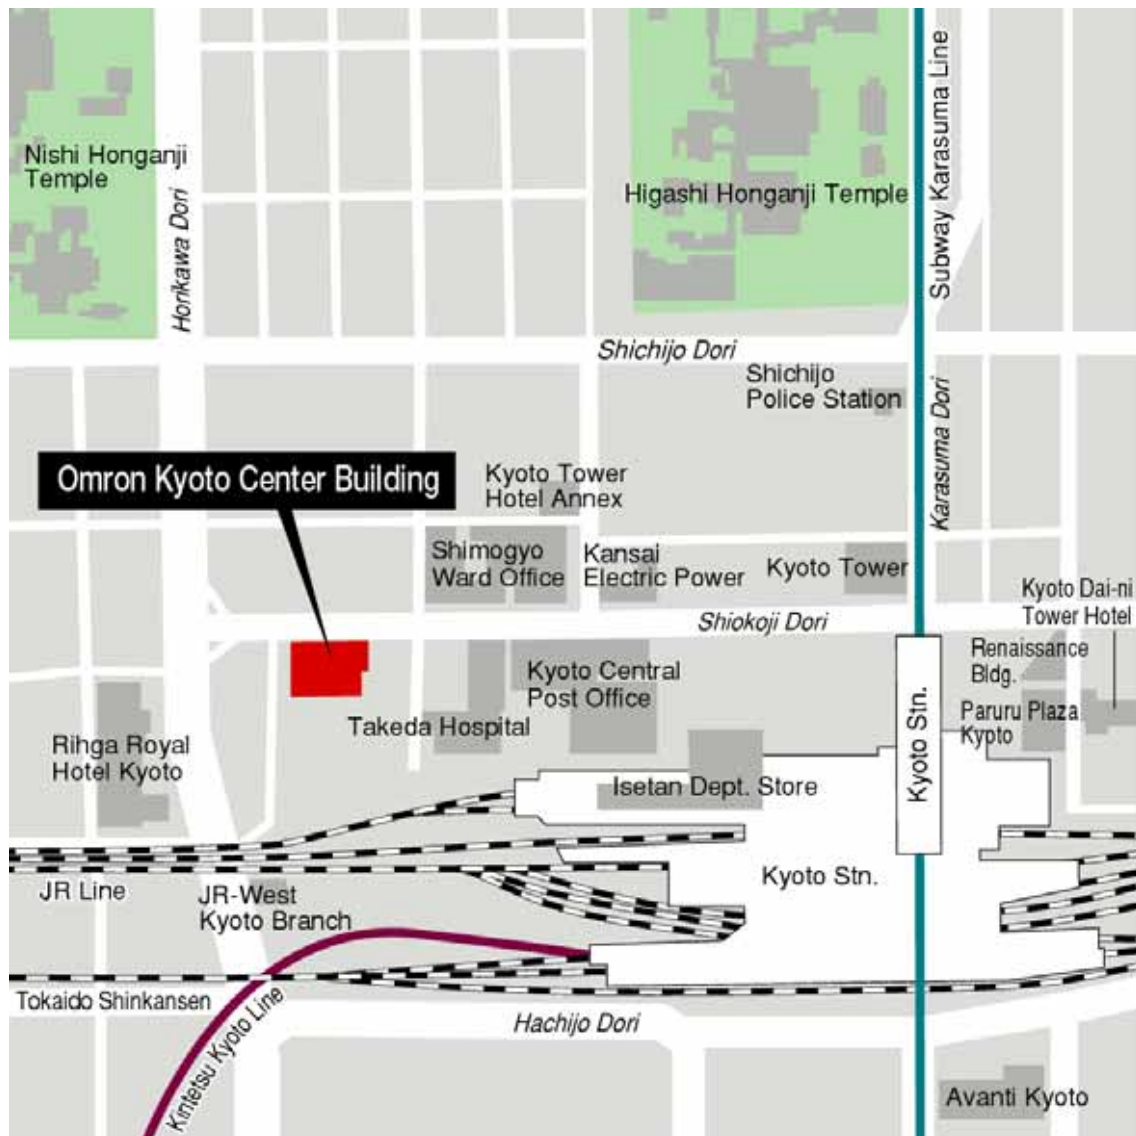 Nishi Honganji
Temple
Horikawa Dori
Higashi Honganji Temple
Subway Karasuma Line
Shichijo Dori
Shichijo
Police Station
Karasuma Dori
Omron Kyoto Center Building
Kyoto Tower
Hotel Annex
Shimogyo
Ward Office
Kansai
Electric Power
Kyoto Tower
Kyoto Dai-ni
Tower Hotel
Shiokoji Dori
Renaissance
Bldg.
Kyoto Central
Post Office
Takeda Hospital
Kyoto Stn.
Paruru Plaza
Kyoto
Rihga Royal
Hotel Kyoto
Isetan Dept. Store
Kyoto Stn.
JR Line
JR-West
Kyoto Branch
Tokaido Shinkansen
Kintetsu Kyoto Line
Hachijo Dori
Avanti Kyoto